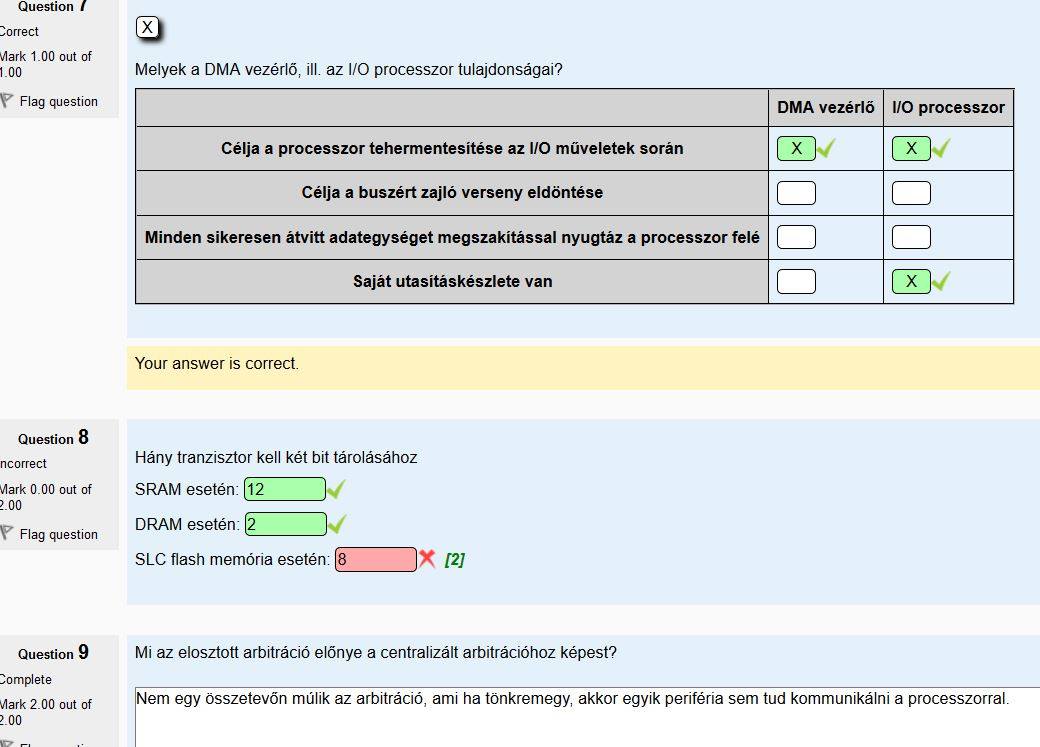 Question 7
Correct
Mark 1.00 out of
1.00
Flag question
X
Melyek a DMA vezérlő, ill. az I/O processzor tulajdonságai?
DMA vezérlő I/O processzor
Célja a processzor tehermentesítése az I/O műveletek során X X
Célja a buszért zajló verseny eldöntése
Minden sikeresen átvitt adategységet megszakítással nyugtáz a processzor felé
Saját utasításkészlete van X
Your answer is correct.
Question 8
ncorrect
Mark 0.00 out of
2.00
Flag question
Hány tranzisztor kell két bit tárolásához
SRAM esetén: 12
DRAM esetén: 2
SLC flash memória esetén: 8 [2]
Question 9
Complete
Mark 2.00 out of
2.00
Mi az elosztott arbitráció előnye a centralizált arbitrációhoz képest?
Nem egy összetevőn múlik az arbitráció, ami ha tönkremegy, akkor egyik periféria sem tud kommunikálni a processzorral.